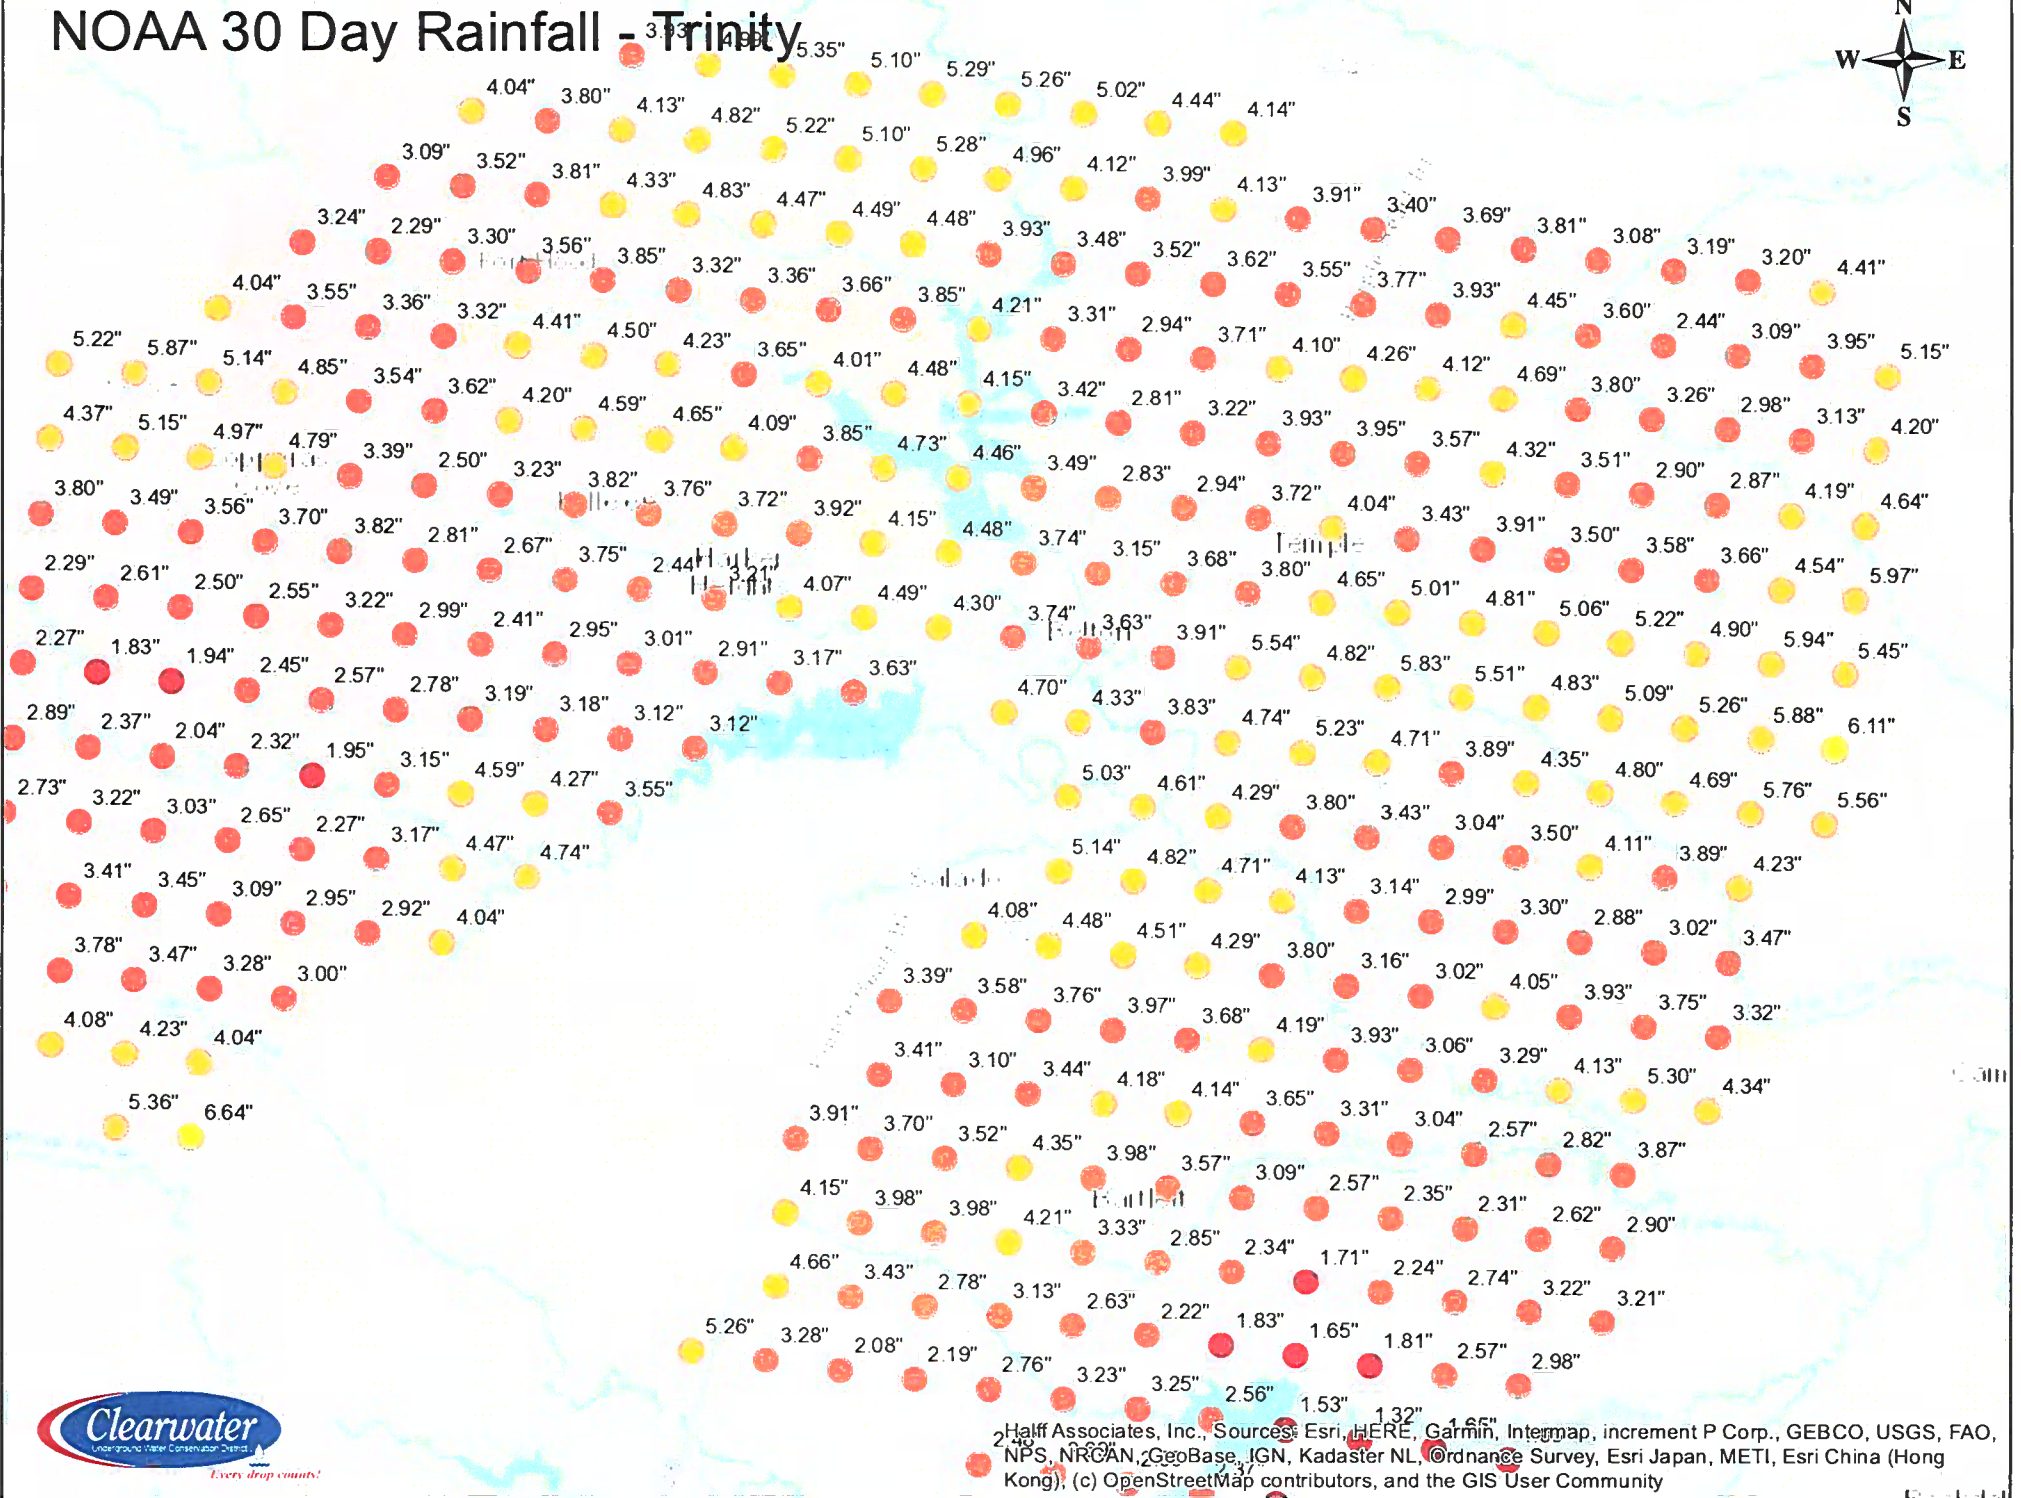 NOAA 30 Day Rainfall - Trinity
N
W E
S
3.93" 4.99" 5.35" 5.10" 5.29" 5.26" 5.02" 4.44" 4.14"
4.04" 3.80" 4.13" 4.82" 5.22" 5.10" 5.28" 4.96" 4.12" 3.99" 4.13" 3.91" 3.40" 3.69" 3.81" 3.08" 3.19" 3.20" 4.41"
3.09" 3.52" 3.81" 4.33" 4.83" 4.47" 4.49" 4.48" 3.93" 3.48" 3.52" 3.62" 3.55" 3.77" 3.93" 4.45" 3.60" 2.44" 3.09" 3.95" 5.15"
3.24" 2.29" 3.30" 3.56" 3.85" 3.32" 3.36" 3.66" 3.85" 4.21" 3.31" 2.94" 3.71" 4.10" 4.26" 4.12" 4.69" 3.80" 3.26" 2.98" 3.13" 4.20"
4.04" 3.55" 3.36" 3.32" 4.41" 4.50" 4.23" 3.65" 4.01" 4.48" 4.15" 3.42" 2.81" 3.22" 3.93" 3.95" 3.57" 4.32" 3.51" 2.90" 2.87" 4.19" 4.64"
5.22" 5.87" 5.14" 4.85" 3.54" 3.62" 4.20" 4.59" 4.65" 4.09" 3.85" 4.73" 4.46" 3.49" 2.83" 2.94" 3.72" 4.04" 3.43" 3.91" 3.50" 3.58" 3.66" 4.54" 5.97"
4.37" 5.15" 4.97" 4.79" 3.39" 2.50" 3.23" 3.82" 3.76" 3.72" 3.92" 4.15" 4.48" 3.74" 3.15" 3.68" 3.80" 4.65" 5.01" 4.81" 5.06" 5.22" 4.90" 5.94" 5.45"
Temple
3.80" 3.49" 3.56" 3.70" 3.82" 2.81" 2.67" 3.75" 2.44" 3.21" 4.07" 4.49" 4.30" 3.74" 3.63" 3.91" 5.54" 4.82" 5.83" 5.51" 4.83" 5.09" 5.26" 5.88" 6.11"
Belton
2.29" 2.61" 2.50" 2.55" 3.22" 2.99" 2.41" 2.95" 3.01" 2.91" 3.17" 3.63" 4.70" 4.33" 3.83" 4.74" 5.23" 4.71" 3.89" 4.35" 4.80" 4.69" 5.76" 5.56"
2.27" 1.83" 1.94" 2.45" 2.57" 2.78" 3.19" 3.18" 3.12" 3.12" 5.03" 4.61" 4.29" 3.80" 3.43" 3.04" 3.50" 4.11" 3.89" 4.23"
2.89" 2.37" 2.04" 2.32" 1.95" 3.15" 4.59" 4.27" 3.55" 5.14" 4.82" 4.71" 4.13" 3.14" 2.99" 3.30" 2.88" 3.02" 3.47"
2.73" 3.22" 3.03" 2.65" 2.27" 3.17" 4.47" 4.74" 4.08" 4.48" 4.51" 4.29" 3.80" 3.16" 3.02" 4.05" 3.93" 3.75" 3.32"
3.41" 3.45" 3.09" 2.95" 2.92" 4.04" 3.39" 3.58" 3.76" 3.97" 3.68" 4.19" 3.93" 3.06" 3.29" 4.13" 5.30" 4.34"
3.78" 3.47" 3.28" 3.00" 3.41" 3.10" 3.44" 4.18" 4.14" 3.65" 3.31" 3.04" 2.57" 2.82" 3.87"
4.08" 4.23" 4.04" 3.91" 3.70" 3.52" 4.35" 3.98" 3.57" 3.09" 2.57" 2.35" 2.31" 2.62" 2.90"
Bartlett
5.36" 6.64" 4.15" 3.98" 3.98" 4.21" 3.33" 2.85" 2.34" 1.71" 2.24" 2.74" 3.22" 3.21"
4.66" 3.43" 2.78" 3.13" 2.63" 2.22" 1.83" 1.65" 1.81" 2.57" 2.98"
5.26" 3.28" 2.08" 2.19" 2.76" 3.23" 3.25" 2.56" 1.53" 1.32" 1.65"
Clearwater
Underground Water Conservation District
Every drop counts!
Halff Associates, Inc., Sources: Esri, HERE, Garmin, Intermap, increment P Corp., GEBCO, USGS, FAO,
NPS, NRCAN, GeoBase, IGN, Kadaster NL, Ordnance Survey, Esri Japan, METI, Esri China (Hong
Kong), (c) OpenStreetMap contributors, and the GIS User Community